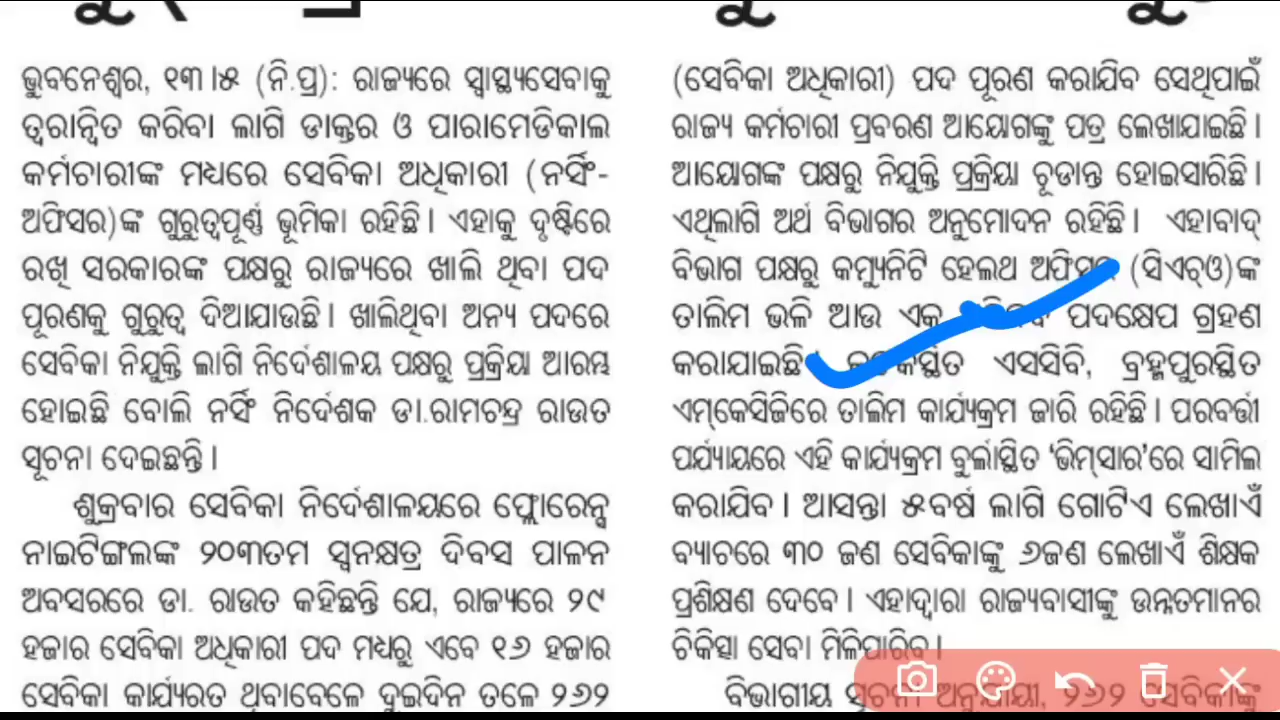 ଭୁବନେଶ୍ୱର, ୧୩।୫ (ନି.ପ୍ର): ରାଜ୍ୟରେ ସ୍ୱାସ୍ଥ୍ୟସେବାକୁ
ତ୍ୱରାନ୍ୱିତ କରିବା ଲାଗି ଡାକ୍ତର ଓ ପାରାମେଡିକାଲ
କର୍ମଚାରୀଙ୍କ ମଧ୍ୟରେ ସେବିକା ଅଧିକାରୀ (ନର୍ସିଂ-
ଅଫିସର)ଙ୍କ ଗୁରୁତ୍ୱପୂର୍ଣ୍ଣ ଭୂମିକା ରହିଛି। ଏହାକୁ ଦୃଷ୍ଟିରେ
ରଖି ସରକାରଙ୍କ ପକ୍ଷରୁ ରାଜ୍ୟରେ ଖାଲି ଥିବା ପଦ
ପୂରଣକୁ ଗୁରୁତ୍ୱ ଦିଆଯାଉଛି। ଖାଲିଥିବା ଅନ୍ୟ ପଦରେ
ସେବିକା ନିଯୁକ୍ତି ଲାଗି ନିର୍ଦେଶାଳୟ ପକ୍ଷରୁ ପ୍ରକ୍ରିୟା ଆରମ୍ଭ
ହୋଇଛି ବୋଲି ନର୍ସିଂ ନିର୍ଦେଶକ ଡା.ରାମଚନ୍ଦ୍ର ରାଉତ
ସୂଚନା ଦେଇଛନ୍ତି।
ଶୁକ୍ରବାର ସେବିକା ନିର୍ଦେଶାଳୟରେ ଫ୍ଲୋରେନ୍ସ
ନାଇଟିଙ୍ଗଲଙ୍କ ୨୦୩ତମ ସ୍ୱନକ୍ଷତ୍ର ଦିବସ ପାଳନ
ଅବସରରେ ଡା. ରାଉତ କହିଛନ୍ତି ଯେ, ରାଜ୍ୟରେ ୨୯
ହଜାର ସେବିକା ଅଧିକାରୀ ପଦ ମଧ୍ୟରୁ ଏବେ ୧୬ ହଜାର
ସେବିକା କାର୍ଯ୍ୟରତ ଥିବାବେଳେ ଦୁଇଦିନ ତଳେ ୨୬୨
(ସେବିକା ଅଧିକାରୀ) ପଦ ପୂରଣ କରାଯିବ ସେଥିପାଇଁ
ରାଜ୍ୟ କର୍ମଚାରୀ ପ୍ରବରଣ ଆୟୋଗଙ୍କୁ ପତ୍ର ଲେଖାଯାଇଛି।
ଆୟୋଗଙ୍କ ପକ୍ଷରୁ ନିଯୁକ୍ତି ପ୍ରକ୍ରିୟା ଚୂଡାନ୍ତ ହୋଇସାରିଛି।
ଏଥିଲାଗି ଅର୍ଥ ବିଭାଗର ଅନୁମୋଦନ ରହିଛି। ଏହାବାଦ୍
ବିଭାଗ ପକ୍ଷରୁ କମ୍ୟୁନିଟି ହେଲଥ ଅଫିସର (ସିଏଚ୍ଓ)ଙ୍କ
ତାଲିମ ଭଳି ଆଉ ଏକ ପଦକ୍ଷେପ ଗ୍ରହଣ
କରାଯାଇଛି। କଟକସ୍ଥିତ ଏସସିବି, ବ୍ରହ୍ମପୁରସ୍ଥିତ
ଏମ୍‌କେସିଜିରେ ତାଲିମ କାର୍ଯ୍ୟକ୍ରମ ଜାରି ରହିଛି। ପରବର୍ତ୍ତୀ
ପର୍ଯ୍ୟାୟରେ ଏହି କାର୍ଯ୍ୟକ୍ରମ ବୁର୍ଲାସ୍ଥିତ ‘ଭିମ୍‌ସାର’ରେ ସାମିଲ
କରାଯିବ। ଆସନ୍ତା ୫ବର୍ଷ ଲାଗି ଗୋଟିଏ ଲେଖାଏଁ
ବ୍ୟାଚରେ ୩୦ ଜଣ ସେବିକାଙ୍କୁ ୬ଜଣ ଲେଖାଏଁ ଶିକ୍ଷକ
ପ୍ରଶିକ୍ଷଣ ଦେବେ। ଏହାଦ୍ୱାରା ରାଜ୍ୟବାସୀଙ୍କୁ ଉନ୍ନତମାନର
ଚିକିତ୍ସା ସେବା ମିଳିପାରିବ।
ବିଭାଗୀୟ ସୂଚନା ଅନୁଯାୟୀ, ୨୬୨ ସେବିକାଙ୍କୁ